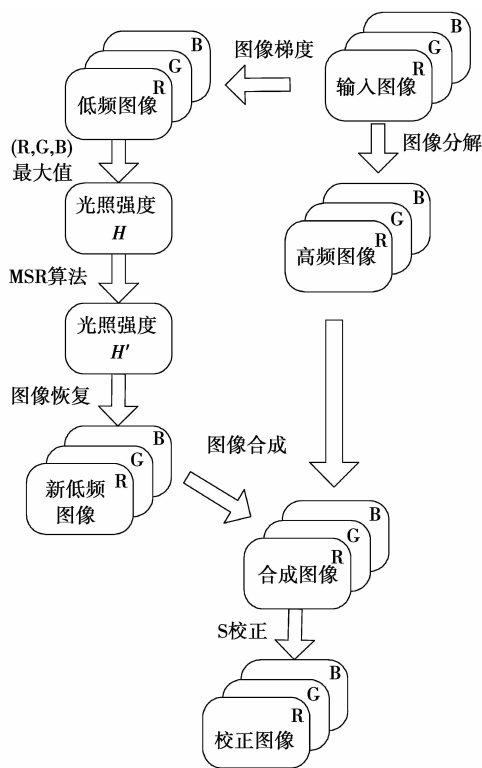 B
G
R
低频图像
图像梯度
B
G
R
输入图像
(R,G,B)
最大值
图像分解
光照强度
H
B
G
R
高频图像
MSR算法
光照强度
H′
图像恢复
B
G
R
新低频
图像
图像合成
B
G
R
合成图像
S校正
B
G
R
校正图像